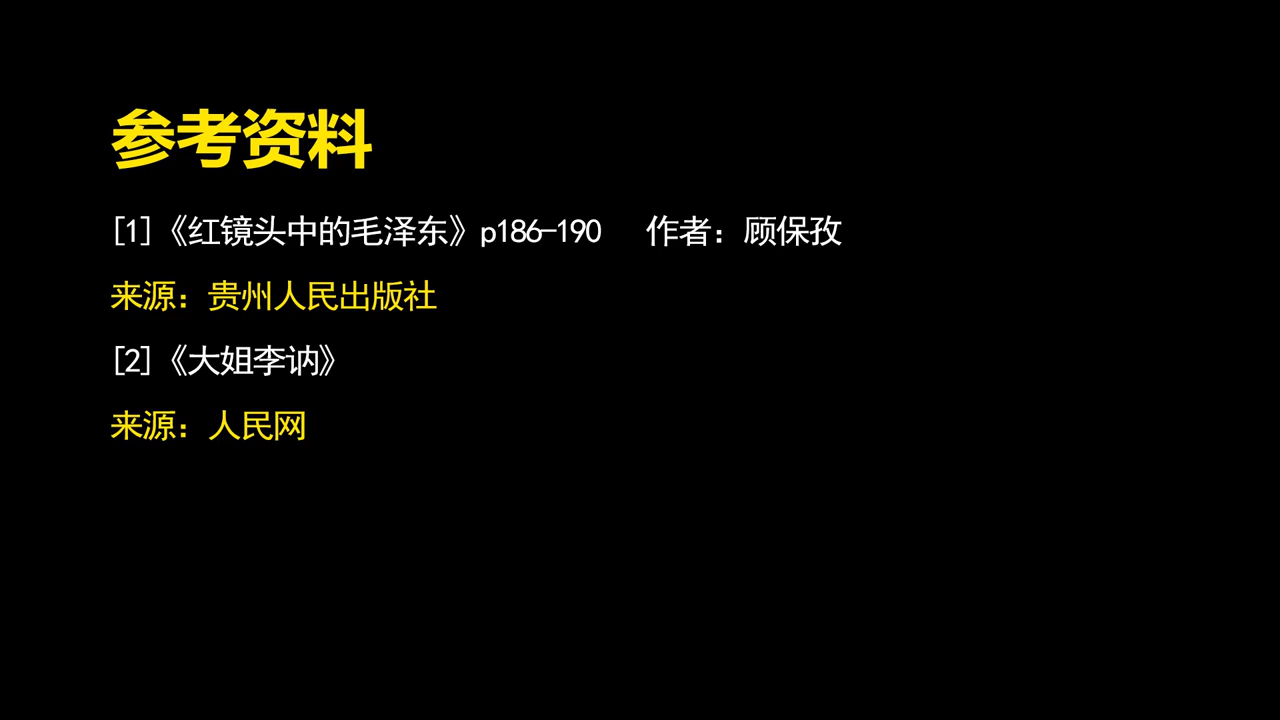 参考资料
[1]《红镜头中的毛泽东》p186-190 作者：顾保孜
来源：贵州人民出版社
[2]《大姐李讷》
来源：人民网